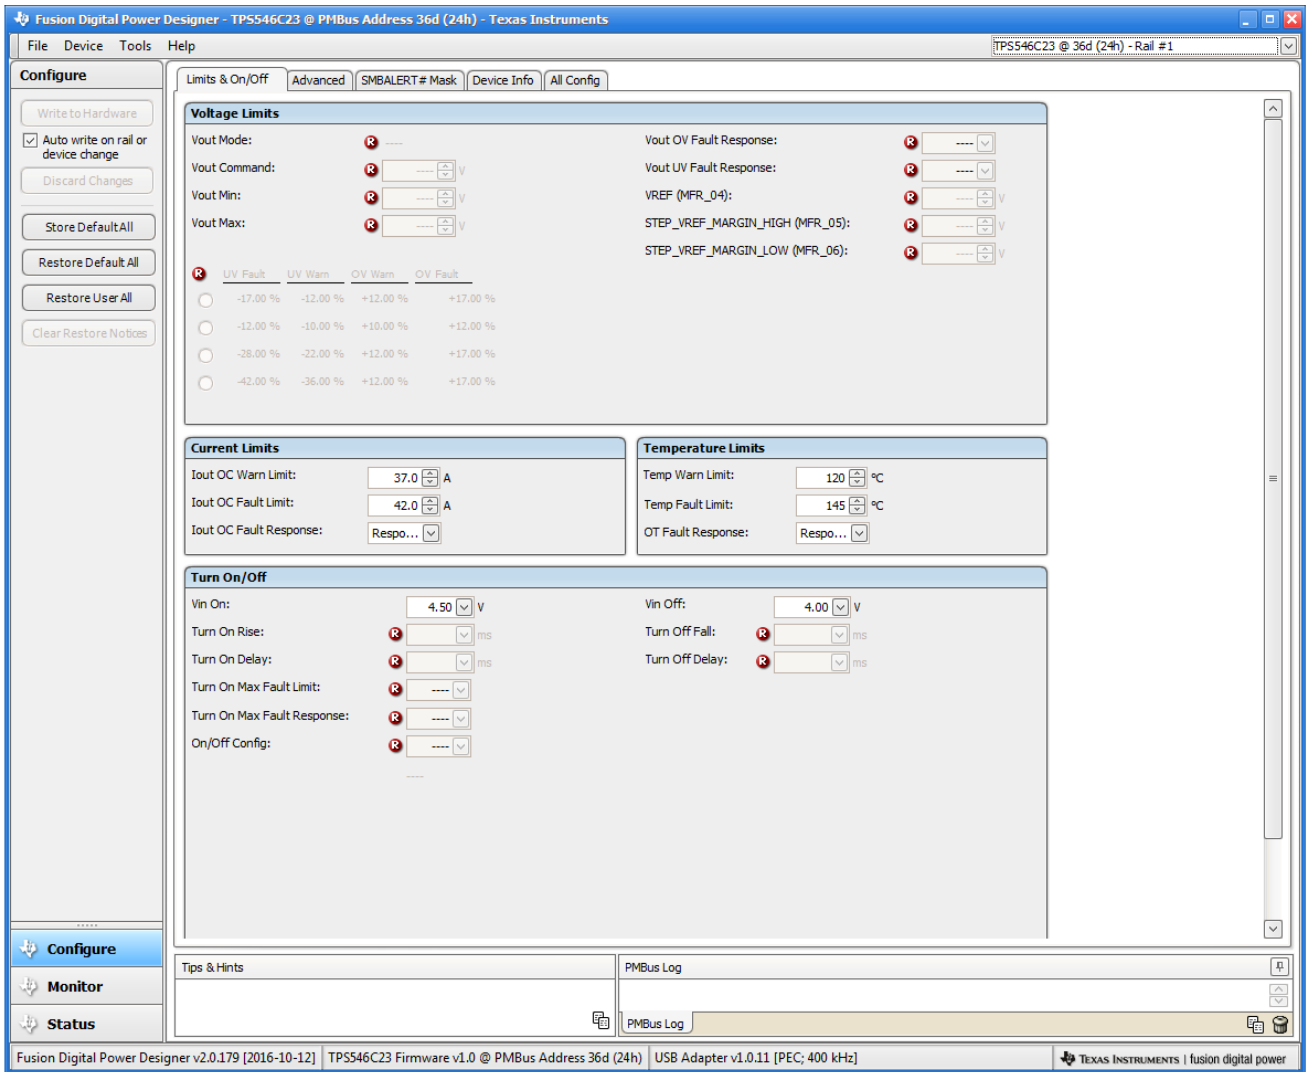 Fusion Digital Power Designer - TPS546C23 @ PMBus Address 36d (24h) - Texas Instruments
File Device Tools Help
TPS546C23 @ 36d (24h) - Rail #1
Configure
Write to Hardware
Auto write on rail or
device change
Discard Changes
Store Default All
Restore Default All
Restore User All
Clear Restore Notices
Limits & On/Off Advanced SMBALERT# Mask Device Info All Config
Voltage Limits
Vout Mode: R ----
Vout Command: R ---- V
Vout Min: R ---- V
Vout Max: R ---- V
Vout OV Fault Response: R ----
Vout UV Fault Response: R ----
VREF (MFR_04): R ---- V
STEP_VREF_MARGIN_HIGH (MFR_05): R ---- V
STEP_VREF_MARGIN_LOW (MFR_06): R ---- V
R UV Fault UV Warn OV Warn OV Fault
-17.00 % -12.00 % +12.00 % +17.00 %
-12.00 % -10.00 % +10.00 % +12.00 %
-28.00 % -22.00 % +12.00 % +17.00 %
-42.00 % -36.00 % +12.00 % +17.00 %
Current Limits
Iout OC Warn Limit: 37.0 A
Iout OC Fault Limit: 42.0 A
Iout OC Fault Response: Respo...
Temperature Limits
Temp Warn Limit: 120 ºC
Temp Fault Limit: 145 ºC
OT Fault Response: Respo...
Turn On/Off
Vin On: 4.50 V
Turn On Rise: R ms
Turn On Delay: R ms
Turn On Max Fault Limit: R ----
Turn On Max Fault Response: R ----
On/Off Config: R ----
----
Vin Off: 4.00 V
Turn Off Fall: R ms
Turn Off Delay: R ms
Configure
Monitor
Status
Tips & Hints
PMBus Log
PMBus Log
Fusion Digital Power Designer v2.0.179 [2016-10-12] TPS546C23 Firmware v1.0 @ PMBus Address 36d (24h) USB Adapter v1.0.11 [PEC; 400 kHz] TEXAS INSTRUMENTS | fusion digital power